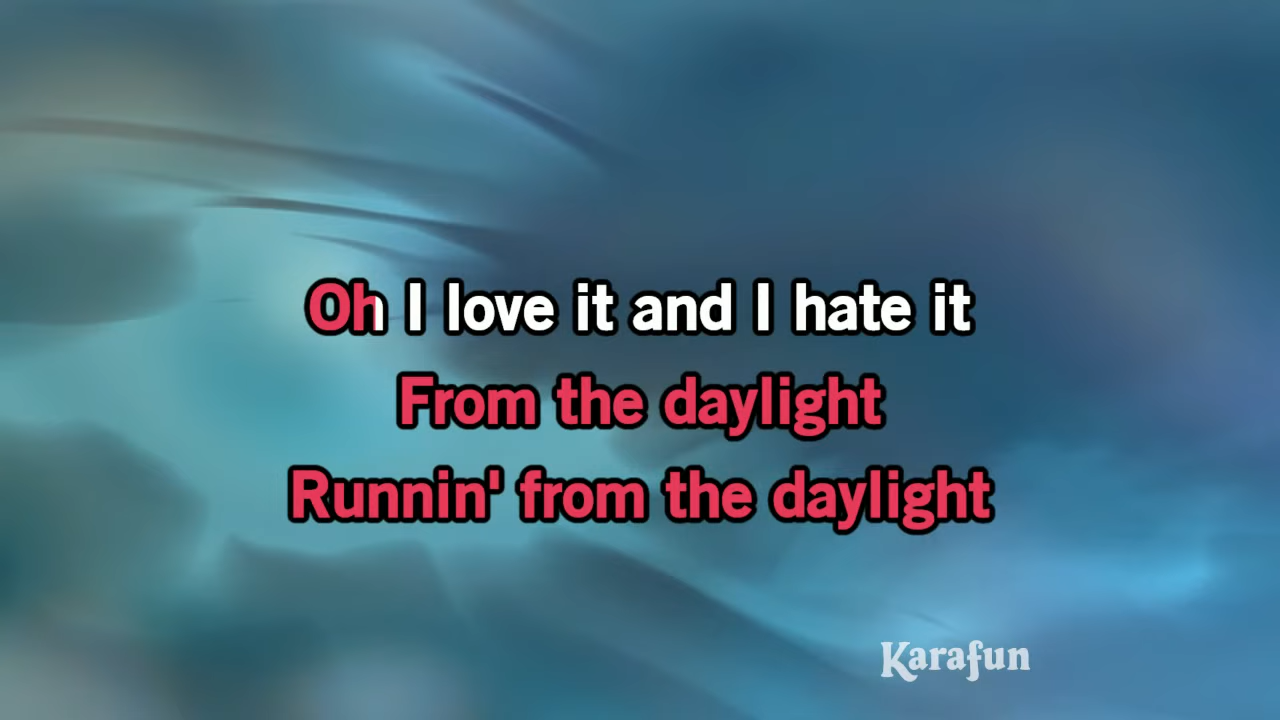 Oh I love it and I hate it
From the daylight
Runnin' from the daylight
Karafun